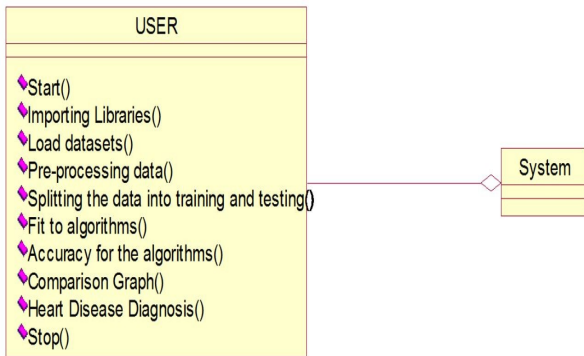 USER
Start()
Importing Libraries()
Load datasets()
Pre-processing data()
Splitting the data into training and testing()
Fit to algorithms()
Accuracy for the algorithms()
Comparison Graph()
Heart Disease Diagnosis()
Stop()
System